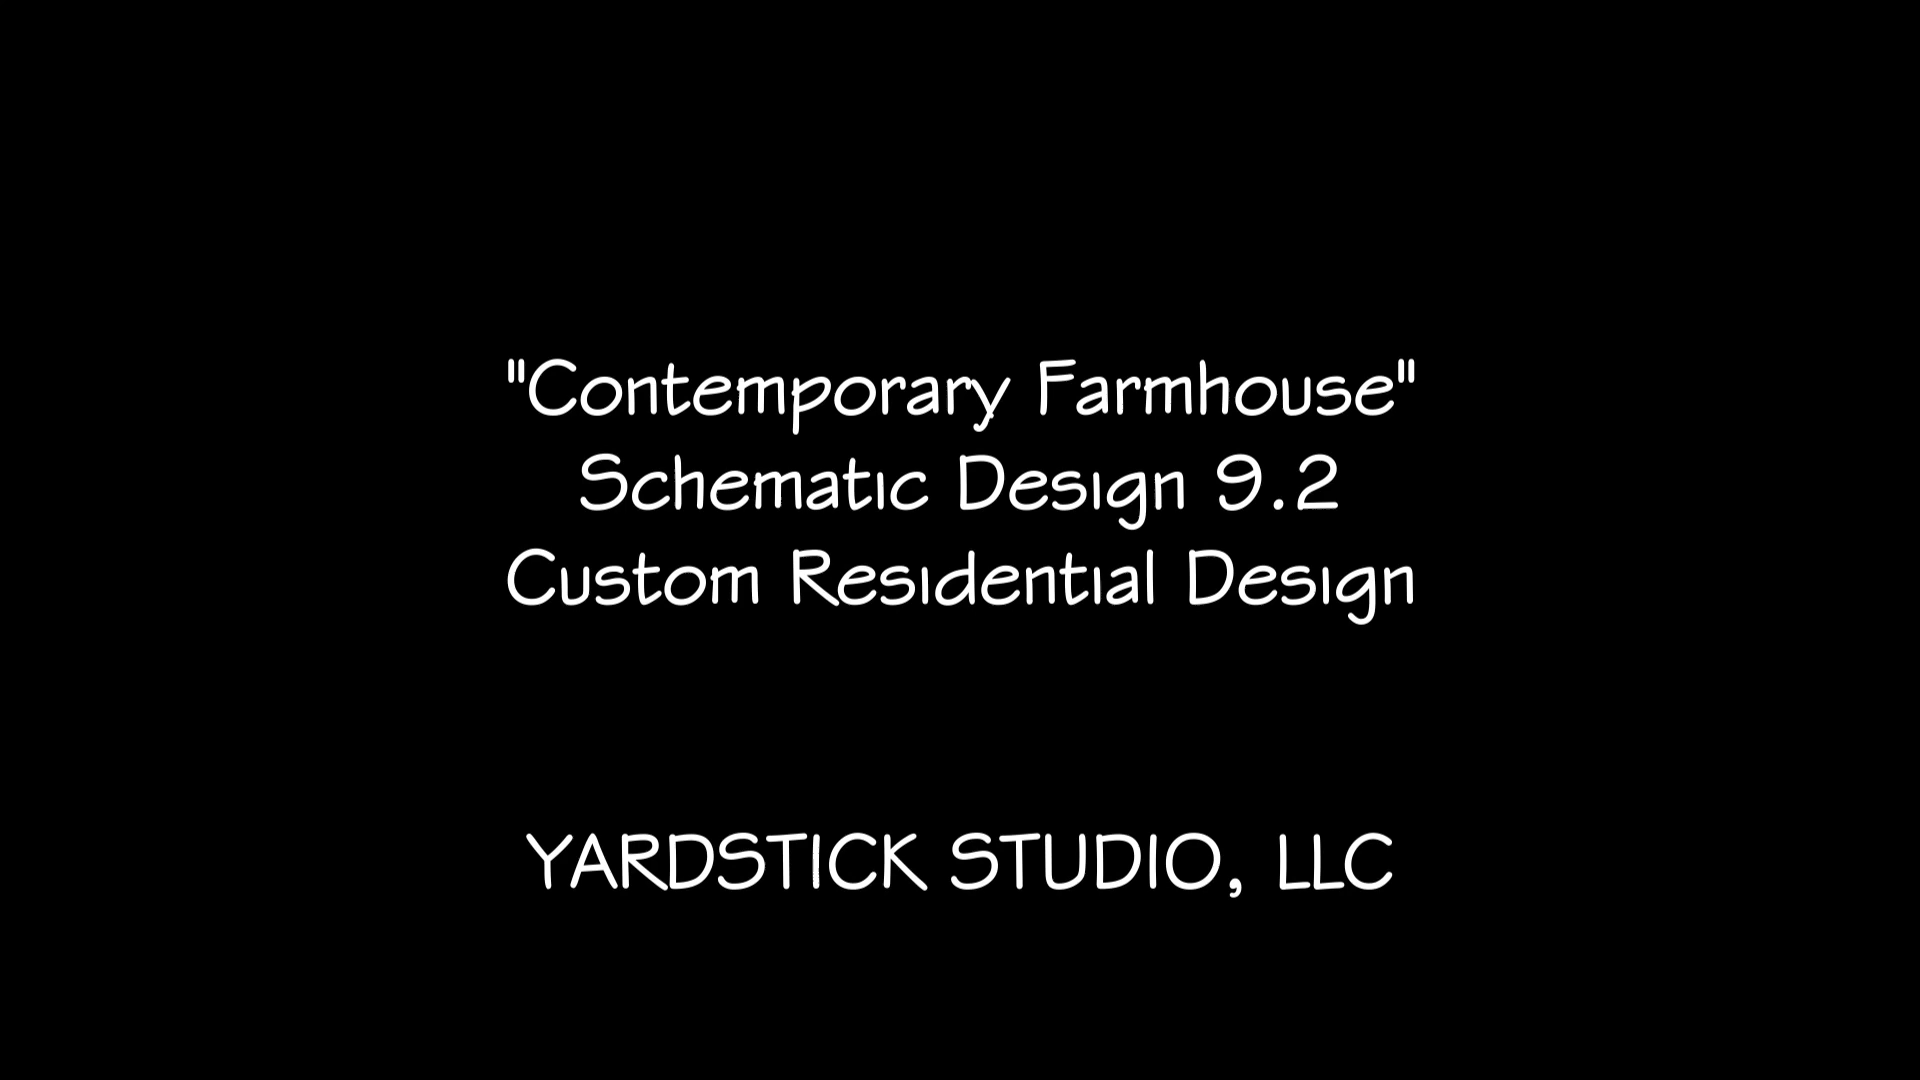 "Contemporary Farmhouse"
Schematic Design 9.2
Custom Residential Design
YARDSTICK STUDIO, LLC